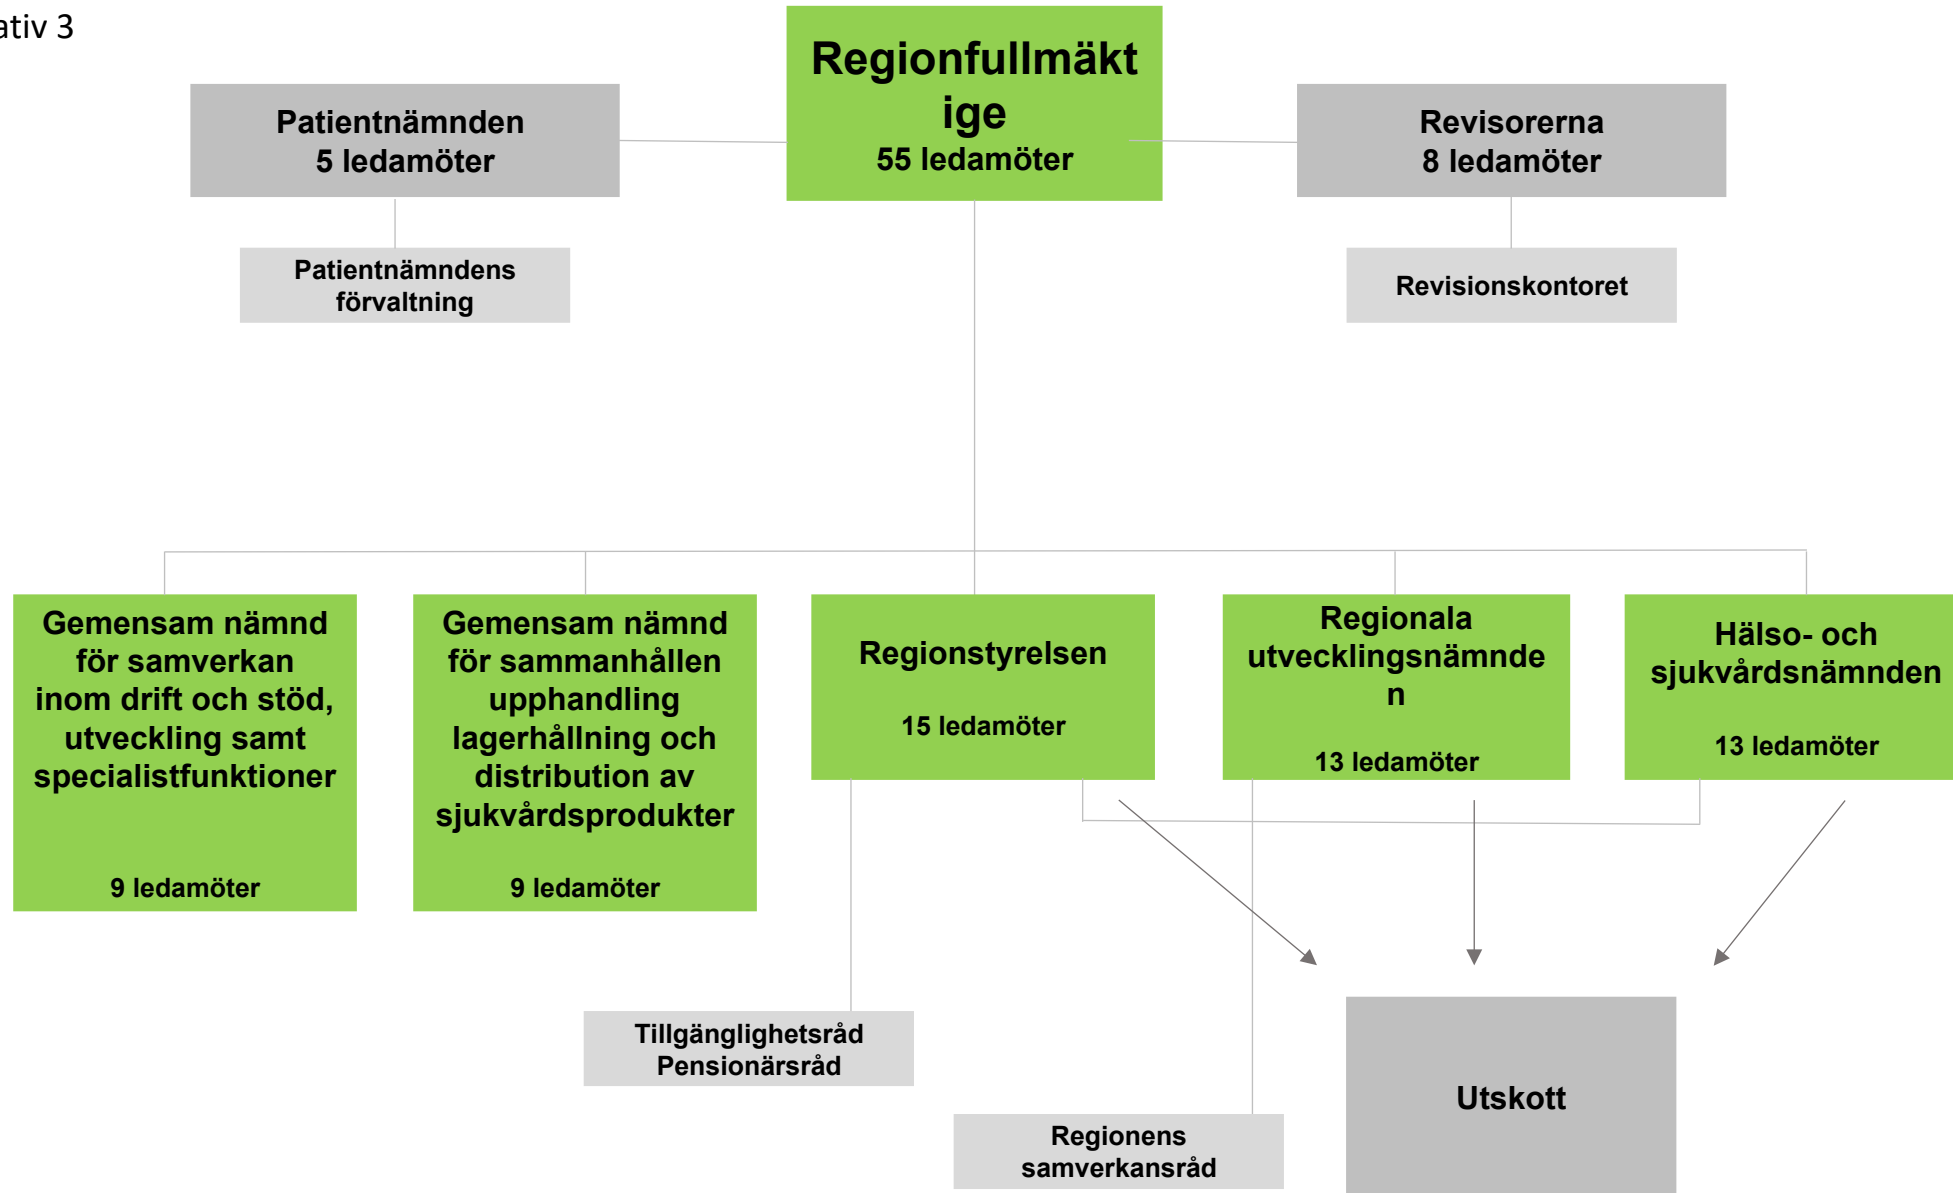 ativ 3
Regionfullmäkt
ige
55 ledamöter
Patientnämnden
5 ledamöter
Revisorerna
8 ledamöter
Patientnämndens
förvaltning
Revisionskontoret
Gemensam nämnd
för samverkan
inom drift och stöd,
utveckling samt
specialistfunktioner
9 ledamöter
Gemensam nämnd
för sammanhållen
upphandling
lagerhållning och
distribution av
sjukvårdsprodukter
9 ledamöter
Regionstyrelsen
15 ledamöter
Regionala
utvecklingsnämnde
n
13 ledamöter
Hälso- och
sjukvårdsnämnden
13 ledamöter
Tillgänglighetsråd
Pensionärsråd
Regionens
samverkansråd
Utskott